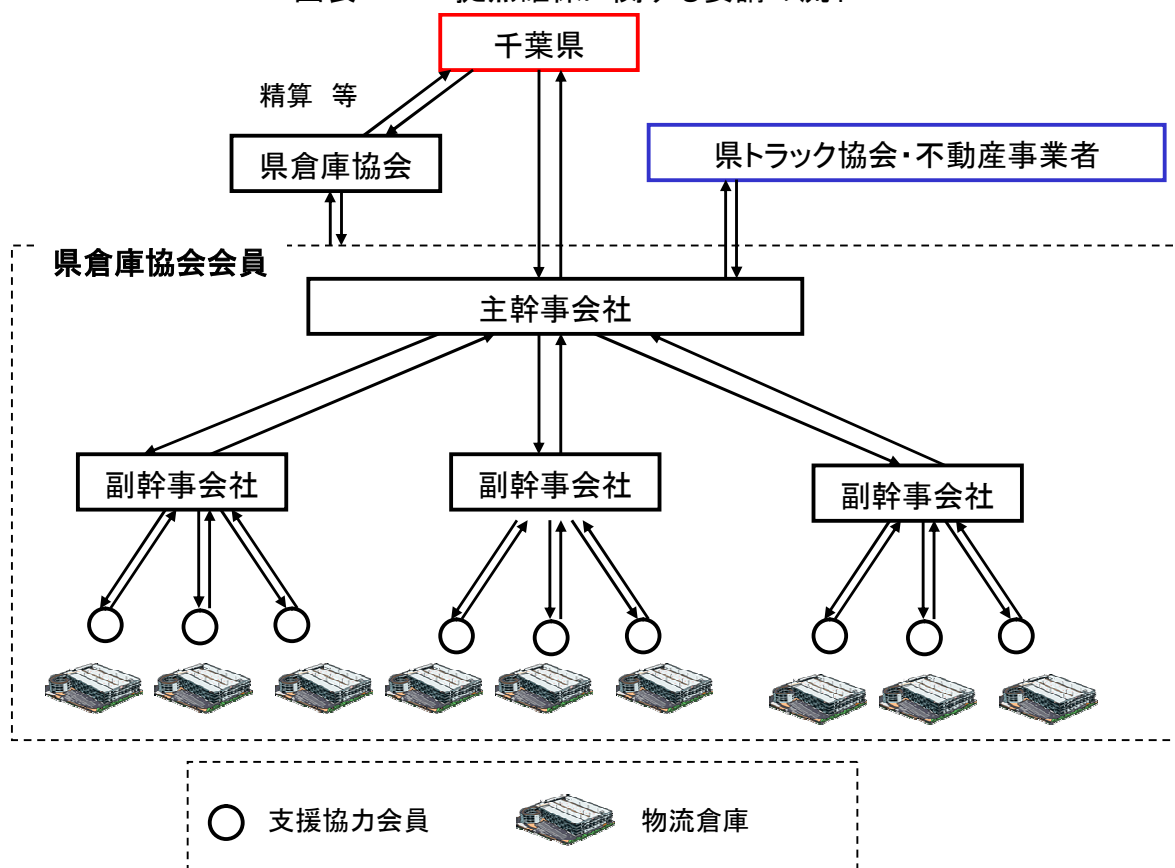 千葉県
精算 等
県倉庫協会
県トラック協会・不動産事業者
県倉庫協会会員
主幹事会社
副幹事会社
副幹事会社
副幹事会社
支援協力会員
物流倉庫